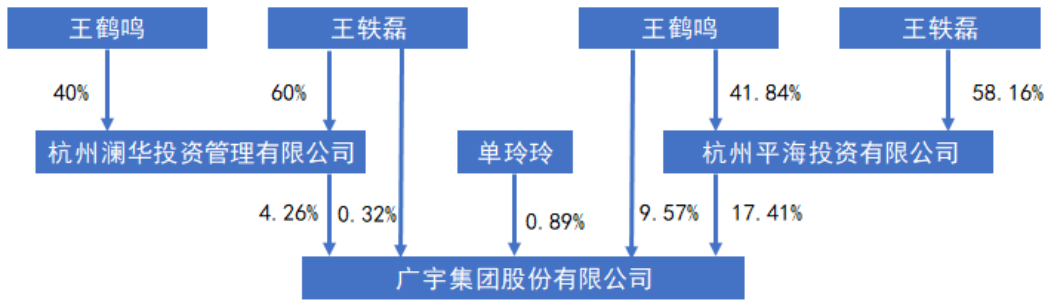 王鹤鸣
王轶磊
王鹤鸣
王轶磊
40%
60%
41.84%
58.16%
杭州澜华投资管理有限公司
单玲玲
杭州平海投资有限公司
4.26%
0.32%
0.89%
9.57%
17.41%
广宇集团股份有限公司